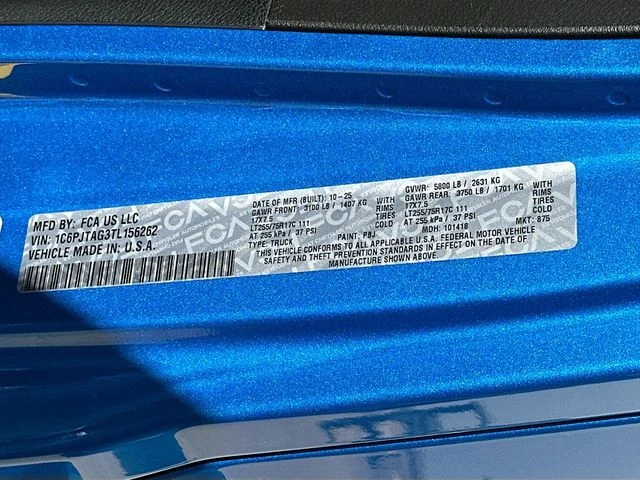 MFD BY: FCA US LLC
VIN: 1C6PJTAG3TL156262
VEHICLE MADE IN: U.S.A.
DATE OF MFR (BUILT): 10-25
GAWR FRONT: 3100 LB / 1407 KG
17X7.5 WITH RIMS TIRES
LT255/75R17C 111
AT 255 kPa / 37 PSI
TYPE: TRUCK PAINT: PBJ
GVWR: 5800 LB / 2631 KG
GAWR REAR: 3750 LB / 1701 KG
17X7.5 WITH RIMS TIRES
LT255/75R17C 111
AT 255 kPa / 37 PSI
MDH: 101418 MKT: 875
THIS VEHICLE CONFORMS TO ALL APPLICABLE U.S.A. FEDERAL MOTOR VEHICLE
SAFETY AND THEFT PREVENTION STANDARDS IN EFFECT ON THE DATE OF
MANUFACTURE SHOWN ABOVE.